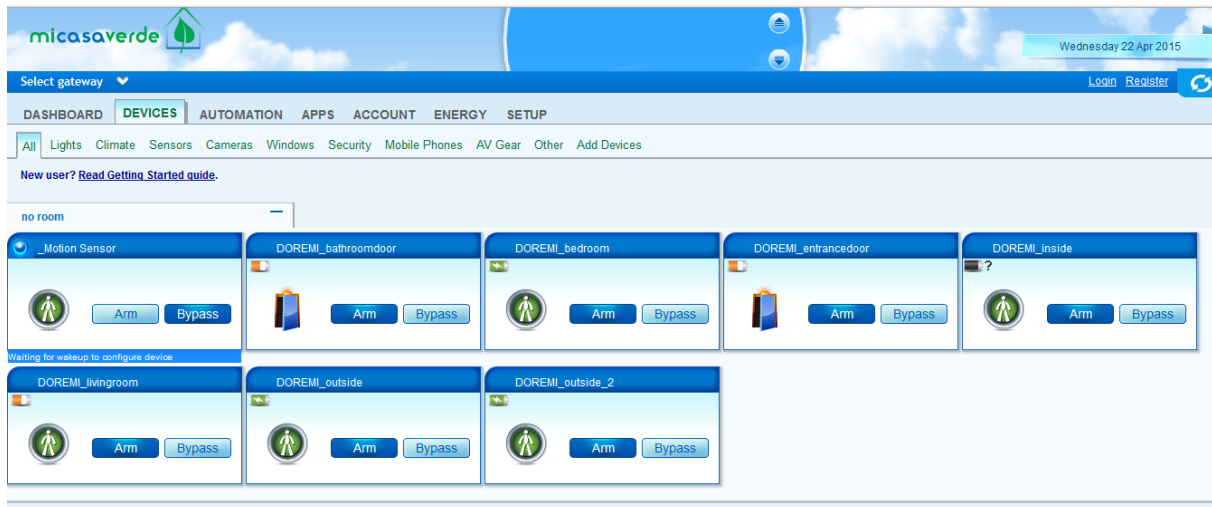 micasaverde
Wednesday 22 Apr 2015
Select gateway
Login Register
DASHBOARD DEVICES AUTOMATION APPS ACCOUNT ENERGY SETUP
All Lights Climate Sensors Cameras Windows Security Mobile Phones AV Gear Other Add Devices
New user? Read Getting Started guide.
no room
_Motion Sensor DOREMI_bathroomdoor DOREMI_bedroom DOREMI_entrancedoor DOREMI_inside
?
Arm Bypass Arm Bypass Arm Bypass Arm Bypass Arm Bypass
Waiting for wakeup to configure device
DOREMI_livingroom DOREMI_outside DOREMI_outside_2
Arm Bypass Arm Bypass Arm Bypass